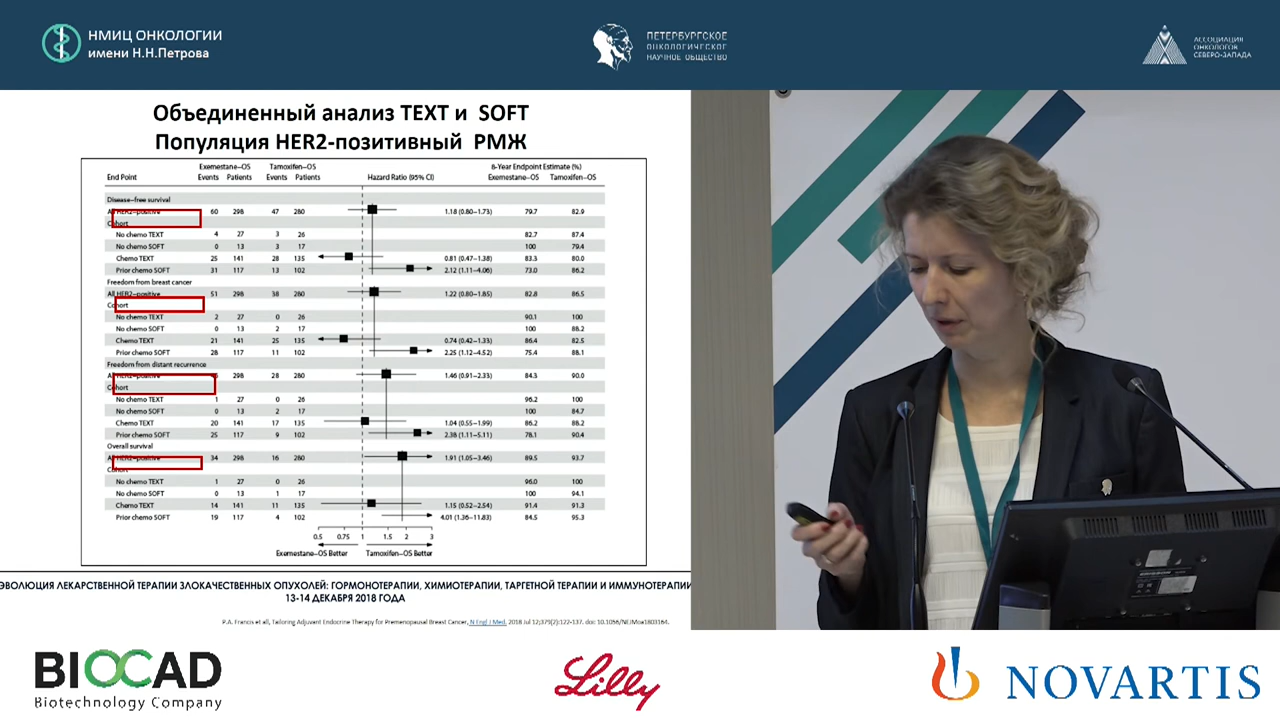 НМИЦ ОНКОЛОГИИ
имени Н.Н.Петрова
ПЕТЕРБУРГСКОЕ
ОНКОЛОГИЧЕСКОЕ
НАУЧНОЕ ОБЩЕСТВО
АССОЦИАЦИЯ
ОНКОЛОГОВ
СЕВЕРО-ЗАПАДА
Объединенный анализ TEXT и SOFT
Популяция HER2-позитивный РМЖ
Exemestane–OS Tamoxifen–OS 8-Year Endpoint Estimate (%)
End Point Events Patients Events Patients Hazard Ratio (95% CI) Exemestane–OS Tamoxifen–OS
Disease-free survival
All HER2–positive 60 298 47 280 1.18 (0.80–1.73) 79.7 82.9
Cohort
No chemo TEXT 4 27 3 26 82.7 87.4
No chemo SOFT 0 13 3 17 100 79.4
Chemo TEXT 25 141 28 135 0.81 (0.47–1.38) 83.3 80.0
Prior chemo SOFT 31 117 13 102 2.12 (1.11–4.06) 73.0 86.2
Freedom from breast cancer
All HER2–positive 51 298 38 280 1.22 (0.80–1.85) 82.8 86.5
Cohort
No chemo TEXT 2 27 0 26 90.1 100
No chemo SOFT 0 13 2 17 100 88.2
Chemo TEXT 21 141 25 135 0.74 (0.42–1.33) 86.4 82.5
Prior chemo SOFT 28 117 11 102 2.25 (1.12–4.52) 75.4 88.1
Freedom from distant recurrence
All HER2–positive 298 28 280 1.46 (0.91–2.33) 84.3 90.0
Cohort
No chemo TEXT 1 27 0 26 96.2 100
No chemo SOFT 0 13 2 17 100 84.7
Chemo TEXT 20 141 17 135 1.04 (0.55–1.99) 86.2 88.2
Prior chemo SOFT 25 117 9 102 2.38 (1.11–5.11) 78.1 90.4
Overall survival
All HER2–positive 34 298 16 280 1.91 (1.05–3.46) 89.5 93.7
Cohort
No chemo TEXT 1 27 0 26 96.0 100
No chemo SOFT 0 13 1 17 100 94.1
Chemo TEXT 14 141 11 135 1.15 (0.52–2.54) 91.4 91.3
Prior chemo SOFT 19 117 4 102 4.01 (1.36–11.83) 84.5 95.3
0.5 0.75 1 1.5 2 3
Exemestane–OS Better Tamoxifen–OS Better
ЭВОЛЮЦИЯ ЛЕКАРСТВЕННОЙ ТЕРАПИИ ЗЛОКАЧЕСТВЕННЫХ ОПУХОЛЕЙ: ГОРМОНОТЕРАПИИ, ХИМИОТЕРАПИИ, ТАРГЕТНОЙ ТЕРАПИИ И ИММУНОТЕРАПИИ
13-14 ДЕКАБРЯ 2018 ГОДА
P.A. Francis et all, Tailoring Adjuvant Endocrine Therapy for Premenopausal Breast Cancer, N Engl J Med. 2018 Jul 12;379(2):122-137. doi: 10.1056/NEJMoa1803164.
BIOCAD
Biotechnology Company
Lilly
NOVARTIS